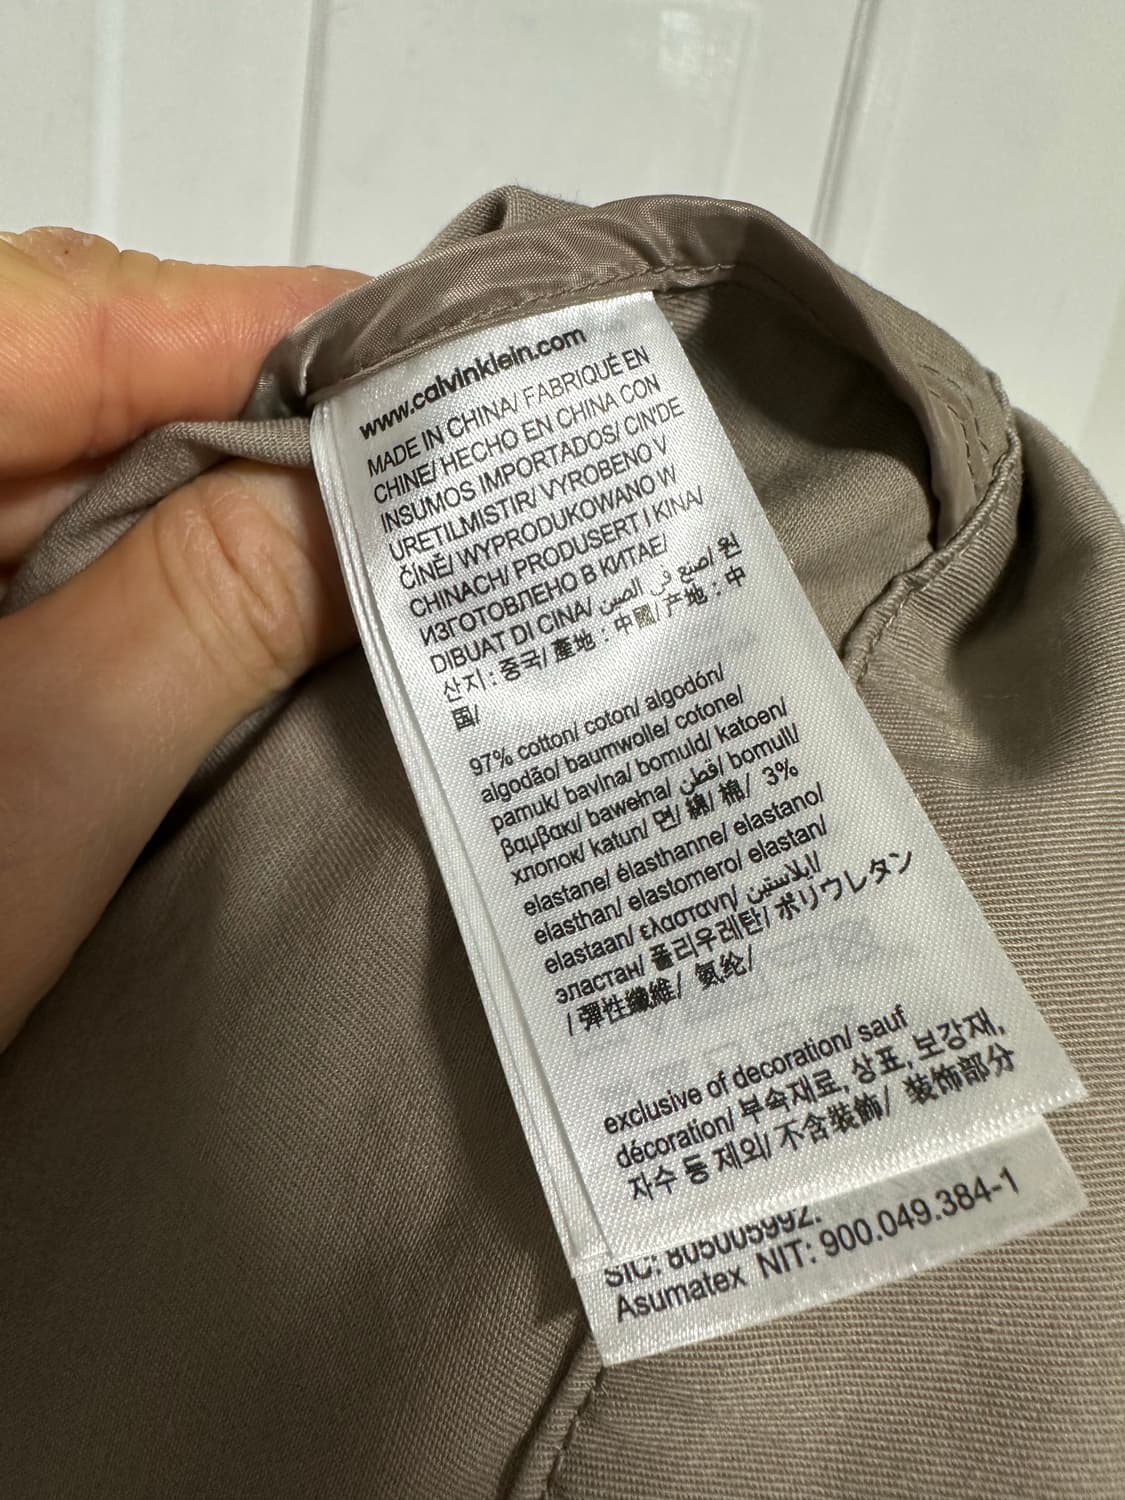 www.calvinklein.com
MADE IN CHINA/ FABRIQUÉ EN
CHINE/ HECHO EN CHINA CON
INSUMOS IMPORTADOS/ CIN'DE
URETILMISTIR/ VYROBENO V
ČÍNĚ/ WYPRODUKOWANO W
CHINACH/ PRODUSERT I KINA/
ИЗГОТОВЛЕНО В КИТАЕ/
DIBUAT DI CINA/ اصنع في الصين/ 원
산지 : 중국/ 產地 : 中國/ 产地 : 中
国/
97% cotton/ coton/ algodón/
algodão/ baumwolle/ cotone/
pamuk/ bavlna/ bomuld/ katoen/
βαμβακι/ bawełna/ قطن/ bomull/
хлопок/ katun/ 면/ 綿/ 棉/ 3%
elastane/ élasthanne/ elastano/
elasthan/ elastomero/ elastan/
elastaan/ ελαστανη/ إيلاستين/
эластан/ 폴리우레탄/ ポリウレタン
/ 彈性纖維/ 氨纶/
exclusive of decoration/ sauf
décoration/ 부속재료, 상표, 보강재,
자수 등 제외/ 不含裝飾/ 装饰部分
SIC: 805005992.
Asumatex NIT: 900.049.384-1